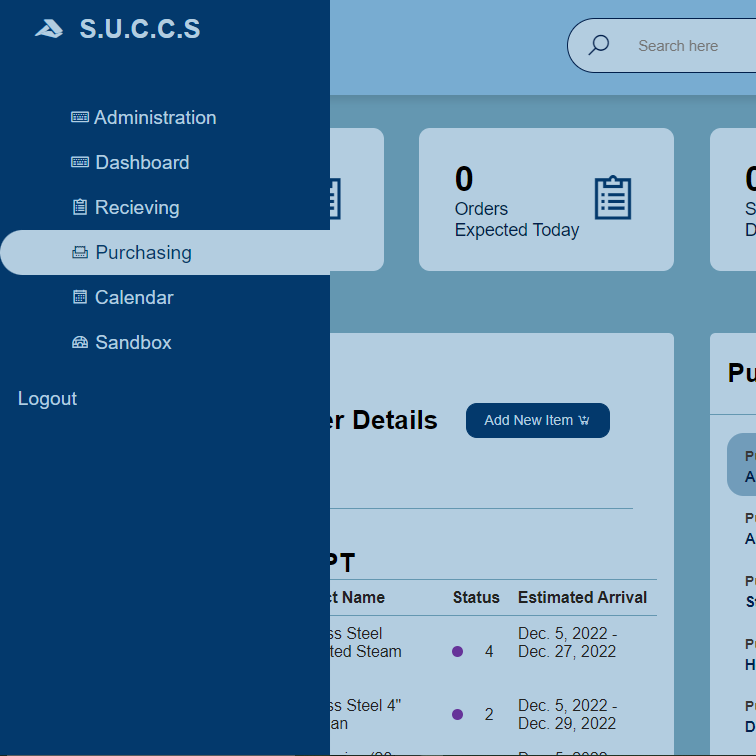 S.U.C.C.S
Search here
Administration
Dashboard
Recieving
Purchasing
Calendar
Sandbox
Logout
0
Orders
Expected Today
er Details
Add New Item
PT
ct Name Status Estimated Arrival
ss Steel
ted Steam
4
Dec. 5, 2022 -
Dec. 27, 2022
ss Steel 4"
an
2
Dec. 5, 2022 -
Dec. 29, 2022
Pu
A
A
H
D